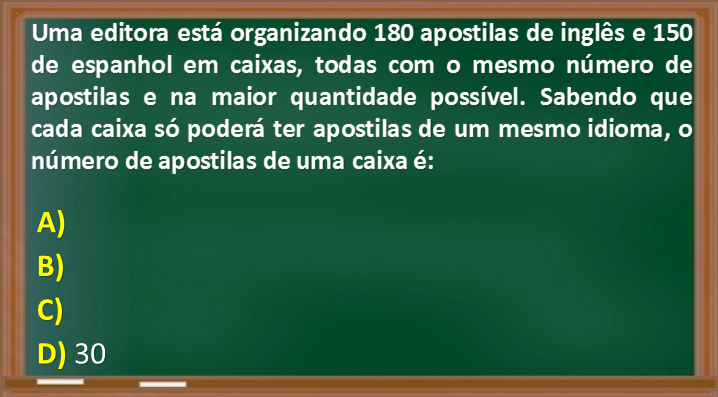 Uma editora está organizando 180 apostilas de inglês e 150
de espanhol em caixas, todas com o mesmo número de
apostilas e na maior quantidade possível. Sabendo que
cada caixa só poderá ter apostilas de um mesmo idioma, o
número de apostilas de uma caixa é:
A)
B)
C)
D) 30